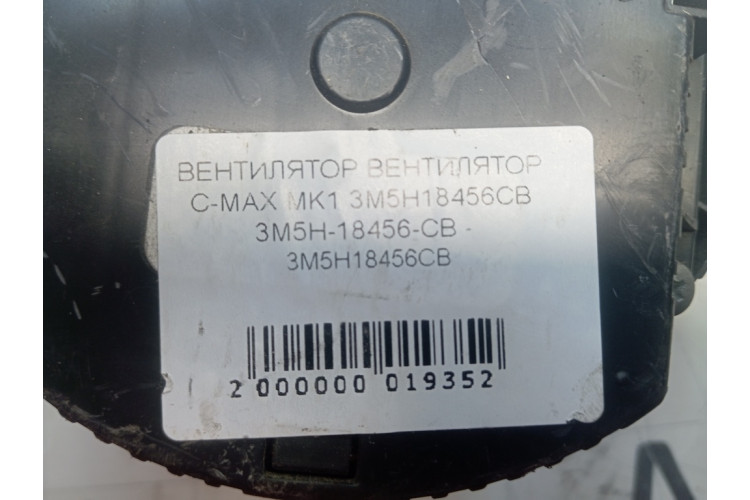 ВЕНТИЛЯТОР ВЕНТИЛЯТОР
C-MAX MK1 3M5H18456CB
3M5H-18456-CB -
3M5H18456CB
2 000000 019352